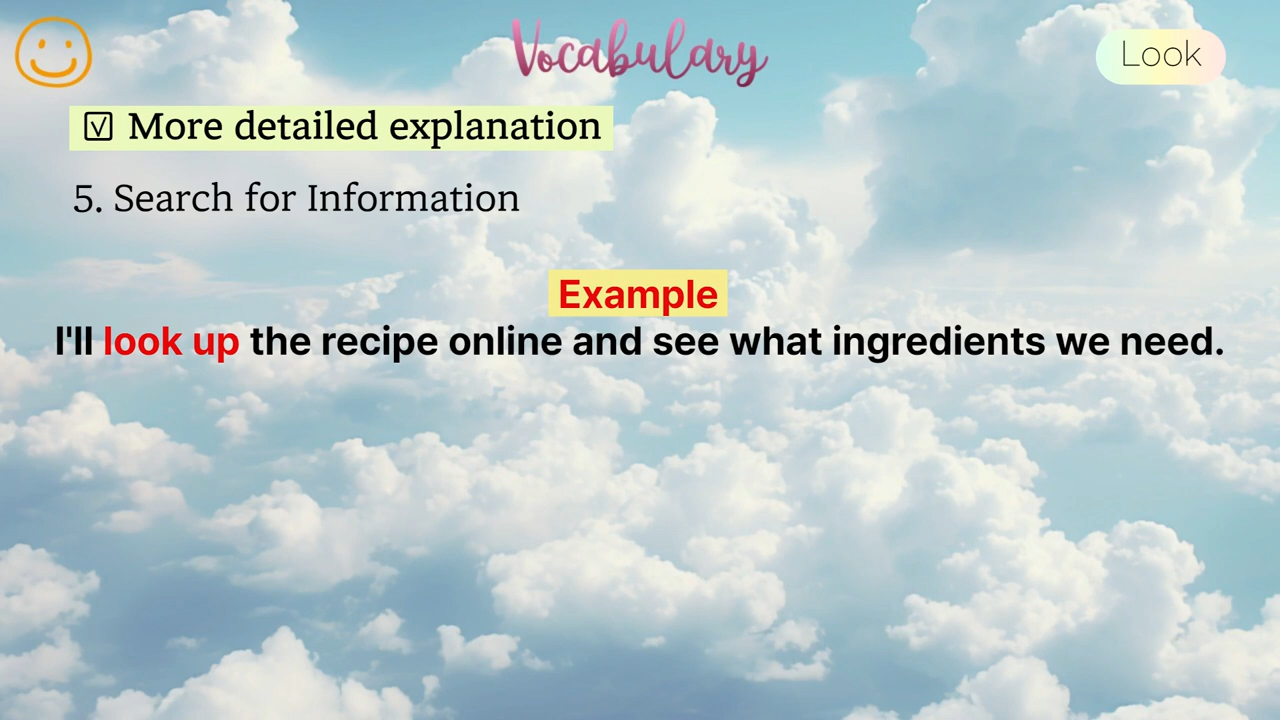 Vocabulary
Look
☑ More detailed explanation
5. Search for Information
Example
I'll look up the recipe online and see what ingredients we need.